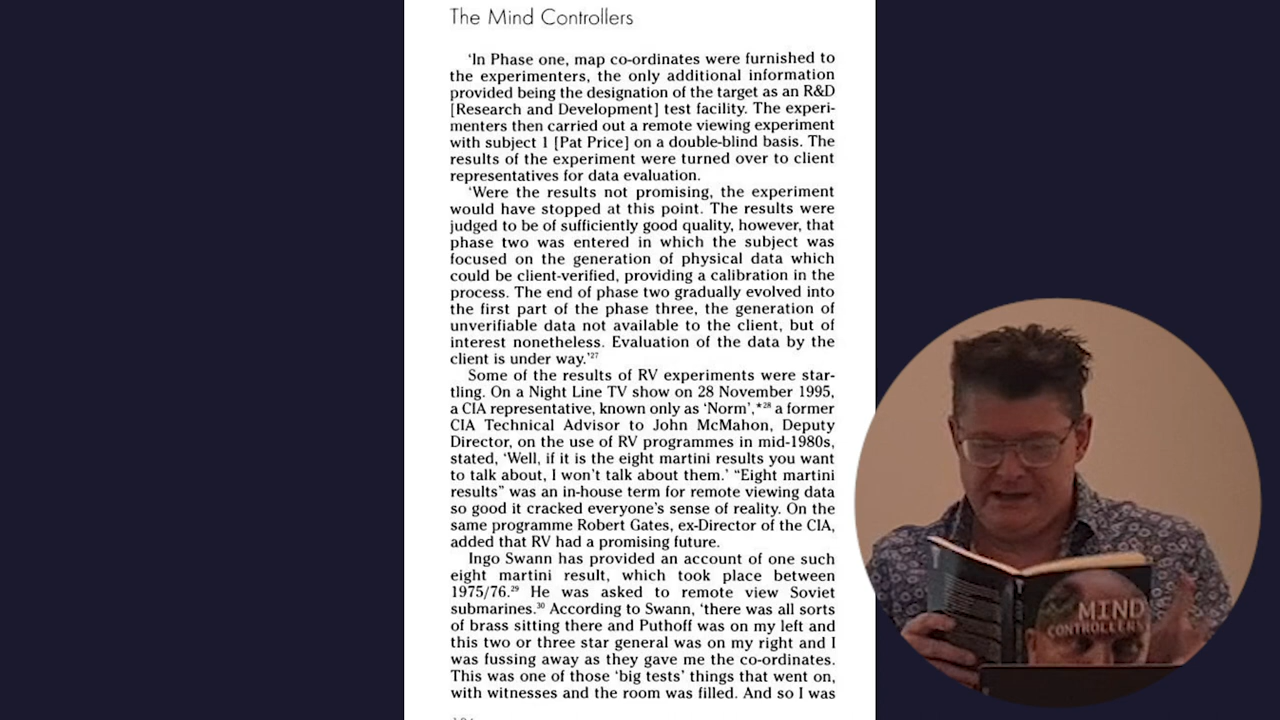 The Mind Controllers
‘In Phase one, map co-ordinates were furnished to
the experimenters, the only additional information
provided being the designation of the target as an R&D
[Research and Development] test facility. The experi-
menters then carried out a remote viewing experiment
with subject 1 [Pat Price] on a double-blind basis. The
results of the experiment were turned over to client
representatives for data evaluation.
‘Were the results not promising, the experiment
would have stopped at this point. The results were
judged to be of sufficiently good quality, however, that
phase two was entered in which the subject was
focused on the generation of physical data which
could be client-verified, providing a calibration in the
process. The end of phase two gradually evolved into
the first part of the phase three, the generation of
unverifiable data not available to the client, but of
interest nonetheless. Evaluation of the data by the
client is under way.’27
Some of the results of RV experiments were star-
tling. On a Night Line TV show on 28 November 1995,
a CIA representative, known only as ‘Norm’,*28 a former
CIA Technical Advisor to John McMahon, Deputy
Director, on the use of RV programmes in mid-1980s,
stated, ‘Well, if it is the eight martini results you want
to talk about, I won’t talk about them.’ “Eight martini
results” was an in-house term for remote viewing data
so good it cracked everyone’s sense of reality. On the
same programme Robert Gates, ex-Director of the CIA,
added that RV had a promising future.
Ingo Swann has provided an account of one such
eight martini result, which took place between
1975/76.29 He was asked to remote view Soviet
submarines.30 According to Swann, ‘there was all sorts
of brass sitting there and Puthoff was on my left and
this two or three star general was on my right and I
was fussing away as they gave me the co-ordinates.
This was one of those ‘big tests’ things that went on,
with witnesses and the room was filled. And so I was
MIND
CONTROLLERS